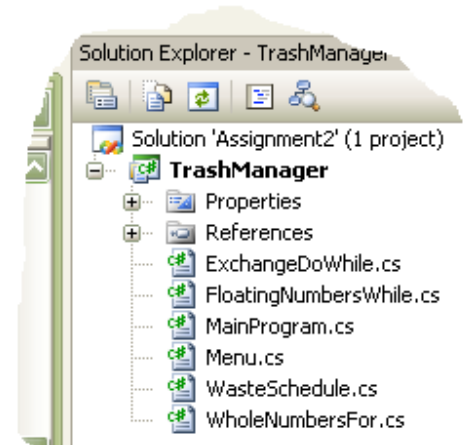 Solution Explorer - TrashManager
Solution 'Assignment2' (1 project)
TrashManager
Properties
References
ExchangeDoWhile.cs
FloatingNumbersWhile.cs
MainProgram.cs
Menu.cs
WasteSchedule.cs
WholeNumbersFor.cs